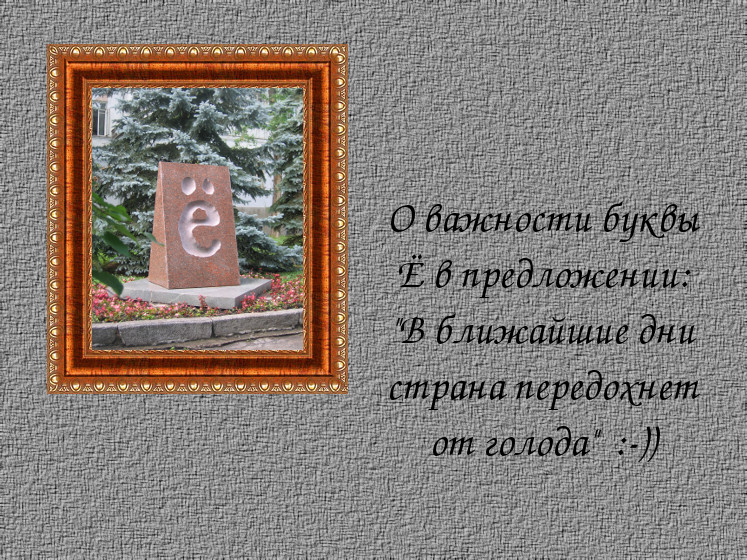 ё
О важности буквы
Ё в предложении:
"В ближайшие дни
страна передохнет
от голода" :-))